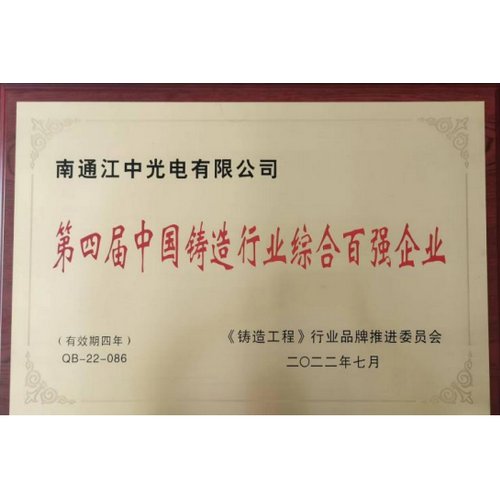 南通江中光电有限公司
第四届中国铸造行业综合百强企业
（有效期四年）
QB-22-086
《铸造工程》行业品牌推进委员会
二〇二二年七月